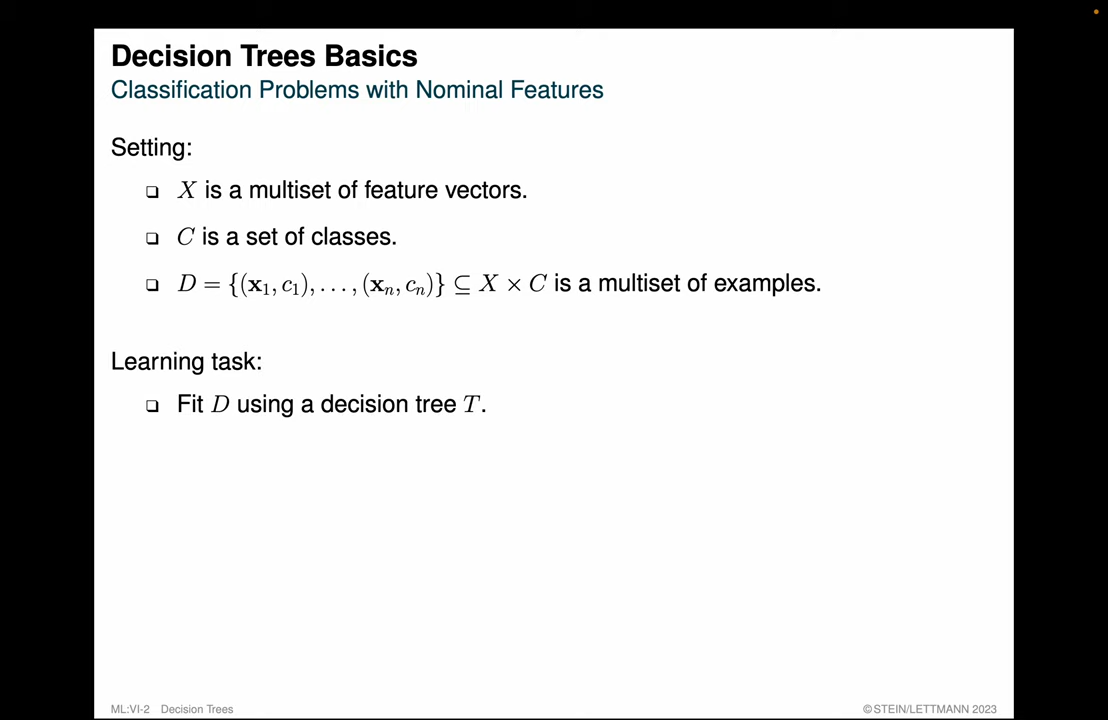 Decision Trees Basics
Classification Problems with Nominal Features
Setting:
❑ X is a multiset of feature vectors.
❑ C is a set of classes.
❑ D = {(x₁, c₁), . . . , (xₙ, cₙ)} ⊆ X × C is a multiset of examples.
Learning task:
❑ Fit D using a decision tree T.
ML:VI-2 Decision Trees
©STEIN/LETTMANN 2023